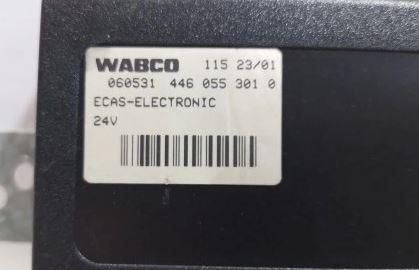 WABCO 115 23/01
060531 446 055 301 0
ECAS-ELECTRONIC
24V